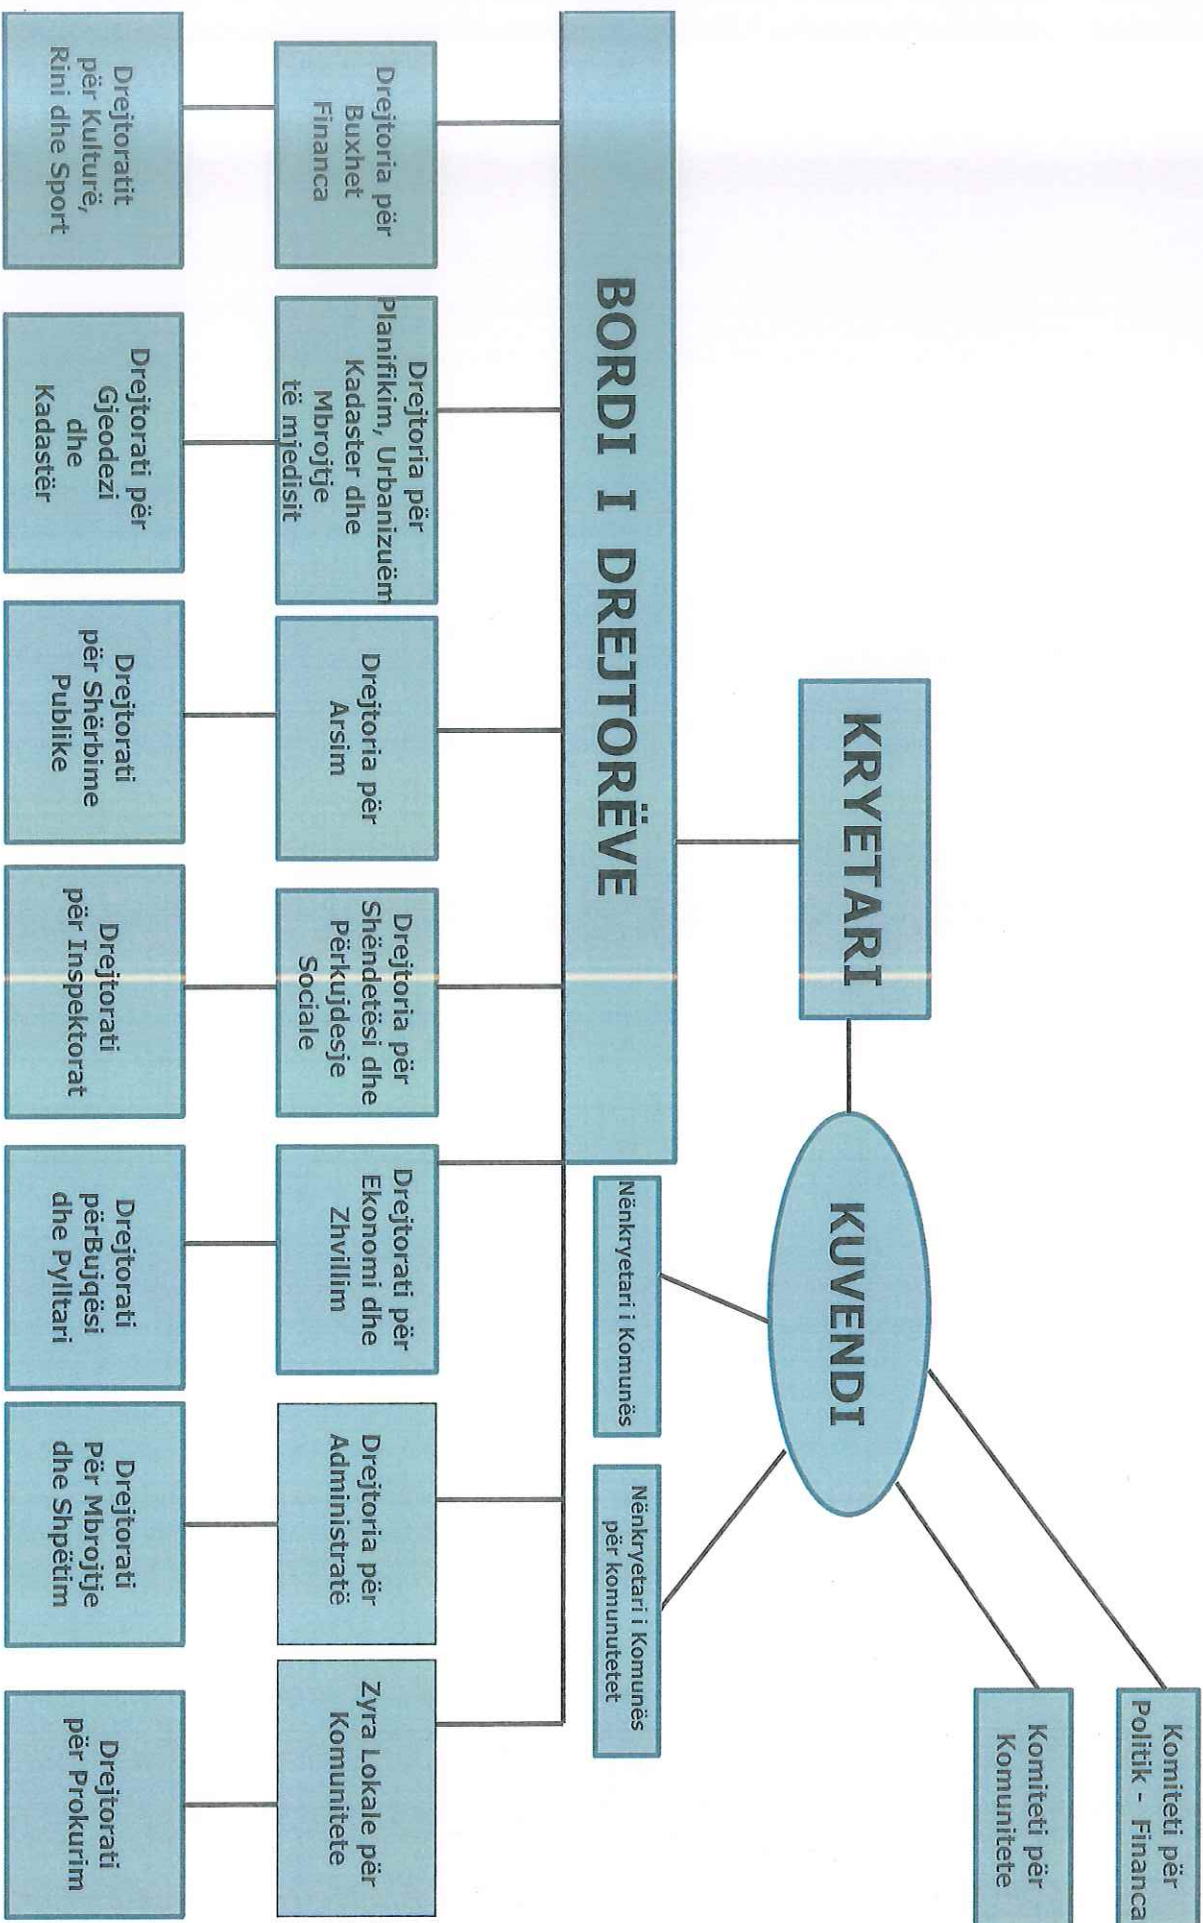 Komiteti për
Politik - Financa
Komiteti për
Komunitete
KRYETARI
KUVENDI
Nënkryetari i Komunës
Nënkryetari i Komunës
për komunutetet
BORDI I DREJTORËVE
Drejtoria për
Buxhet
Financa
Drejtoria për
Planifikim, Urbanizuëm
Kadaster dhe
Mbrojtje
të mjedisit
Drejtoria për
Arsim
Drejtoria për
Shëndetësi dhe
Përkujdesje
Sociale
Drejtorati për
Ekonomi dhe
Zhvillim
Drejtoria për
Administratë
Zyra Lokale për
Komunitete
Drejtoratit
për Kulturë,
Rini dhe Sport
Drejtorati për
Gjeodezi
dhe
Kadastër
Drejtorati
për Shërbime
Publike
Drejtorati
për Inspektorat
Drejtorati
përBujqësi
dhe Pylltari
Drejtorati
Për Mbrojtje
dhe Shpëtim
Drejtorati
për Prokurim